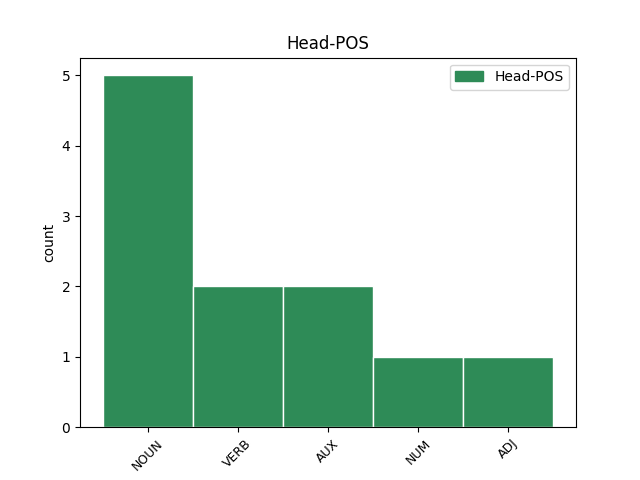 Head-POS
Head-POS
5
4
3
2
1
0
count
NOUN
VERB
AUX
NUM
ADJ